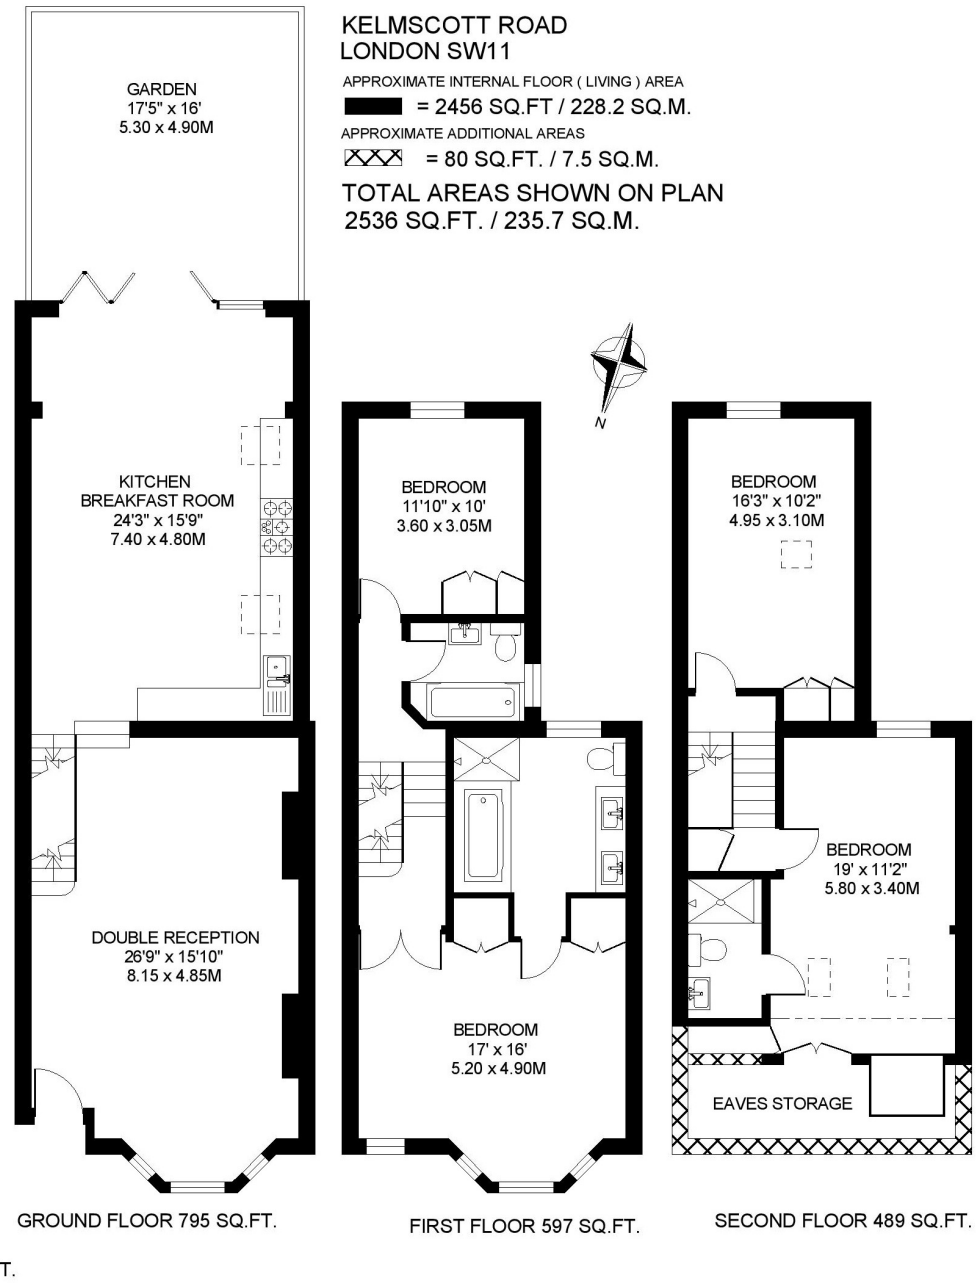 KELMSCOTT ROAD
LONDON SW11
APPROXIMATE INTERNAL FLOOR ( LIVING ) AREA
= 2456 SQ.FT / 228.2 SQ.M.
APPROXIMATE ADDITIONAL AREAS
= 80 SQ.FT. / 7.5 SQ.M.
TOTAL AREAS SHOWN ON PLAN
2536 SQ.FT. / 235.7 SQ.M.
GARDEN
17'5" x 16'
5.30 x 4.90M
N
KITCHEN
BREAKFAST ROOM
24'3" x 15'9"
7.40 x 4.80M
DOUBLE RECEPTION
26'9" x 15'10"
8.15 x 4.85M
GROUND FLOOR 795 SQ.FT.
BEDROOM
11'10" x 10'
3.60 x 3.05M
BEDROOM
17' x 16'
5.20 x 4.90M
FIRST FLOOR 597 SQ.FT.
BEDROOM
16'3" x 10'2"
4.95 x 3.10M
BEDROOM
19' x 11'2"
5.80 x 3.40M
EAVES STORAGE
SECOND FLOOR 489 SQ.FT.
T.